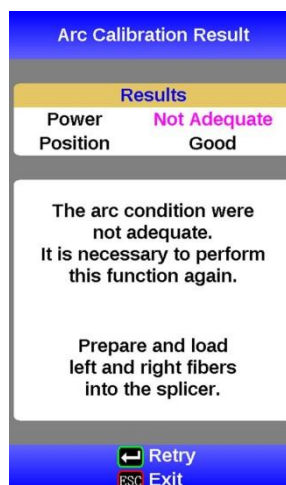 Arc Calibration Result
Results
Power Not Adequate
Position Good
The arc condition were
not adequate.
It is necessary to perform
this function again.
Prepare and load
left and right fibers
into the splicer.
Retry
ESC Exit